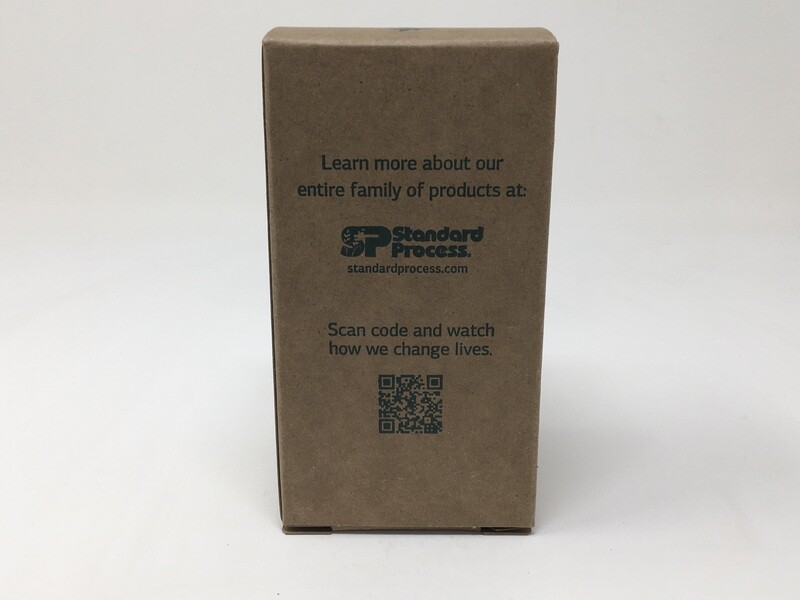 Learn more about our
entire family of products at:
SP Standard
Process.
standardprocess.com
Scan code and watch
how we change lives.